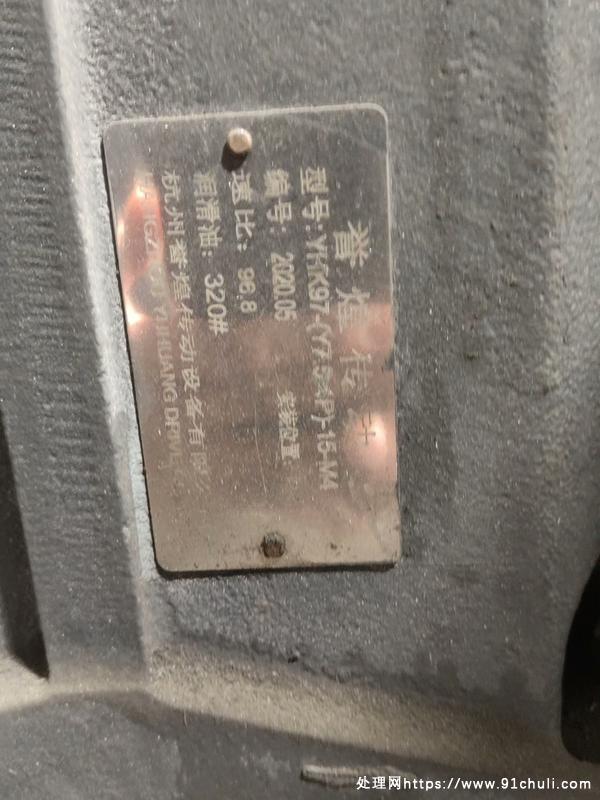 誉煌传动
型号:YHK97-(Y7.5-4P)-15-M4
编号: 2020.05 安装位置:
速比: 96.8
润滑油: 320#
杭州誉煌传动设备有限
YUHUANG
处理网https://www.91chuli.com